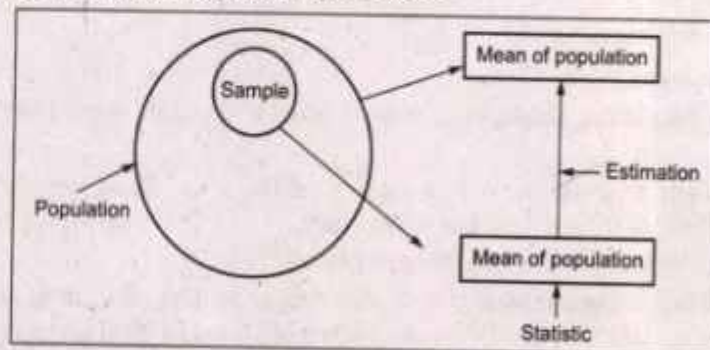 Mean of population
Sample
Estimation
Population
Mean of population
Statistic